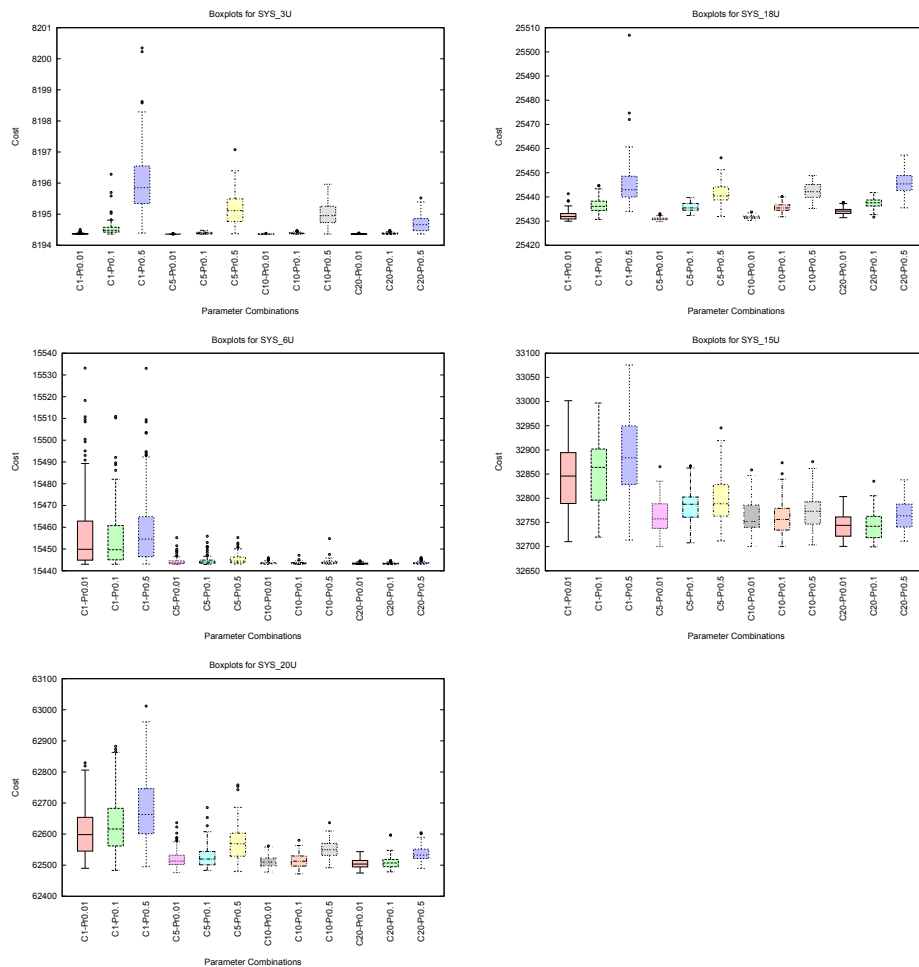 Boxplots for SYS_3U
8201
8200
8198
8197
8196
8195
8194
Cost
C1-Pr0.01
C1-Pr0.1
C1-Pr0.5
C5-Pr0.01
C5-Pr0.1
C5-Pr0.5
C10-Pr0.01
C10-Pr0.1
C10-Pr0.5
C20-Pr0.01
C20-Pr0.1
C20-Pr0.5
Parameter Combinations
Boxplots for SYS_18U
25510
25500
25490
25480
25470
25460
25450
25440
25430
25420
Cost
C1-Pr0.01
C1-Pr0.1
C1-Pr0.5
C5-Pr0.01
C5-Pr0.1
C5-Pr0.5
C10-Pr0.01
C10-Pr0.1
C10-Pr0.5
C20-Pr0.01
C20-Pr0.1
C20-Pr0.5
Parameter Combinations
Boxplots for SYS_6U
15540
15530
15520
15510
15500
15490
15480
15470
15460
15450
15440
Cost
C1-Pr0.01
C1-Pr0.1
C1-Pr0.5
C5-Pr0.01
C5-Pr0.1
C5-Pr0.5
C10-Pr0.01
C10-Pr0.1
C10-Pr0.5
C20-Pr0.01
C20-Pr0.1
C20-Pr0.5
Parameter Combinations
Boxplots for SYS_15U
33100
33050
33000
32950
32900
32850
32800
32750
32700
32650
Cost
C1-Pr0.01
C1-Pr0.1
C1-Pr0.5
C5-Pr0.01
C5-Pr0.1
C5-Pr0.5
C10-Pr0.01
C10-Pr0.1
C10-Pr0.5
C20-Pr0.01
C20-Pr0.1
C20-Pr0.5
Parameter Combinations
Boxplots for SYS_20U
63100
63000
62900
62800
62700
62600
62500
62400
Cost
C1-Pr0.01
C1-Pr0.1
C1-Pr0.5
C5-Pr0.01
C5-Pr0.1
C5-Pr0.5
C10-Pr0.01
C10-Pr0.1
C10-Pr0.5
C20-Pr0.01
C20-Pr0.1
C20-Pr0.5
Parameter Combinations